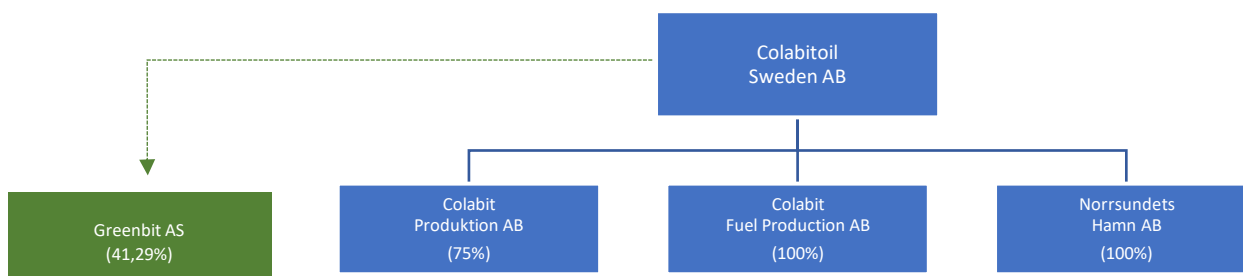 Colabitoil
Sweden AB
Greenbit AS
(41,29%)
Colabit
Produktion AB
(75%)
Colabit
Fuel Production AB
(100%)
Norrsundets
Hamn AB
(100%)